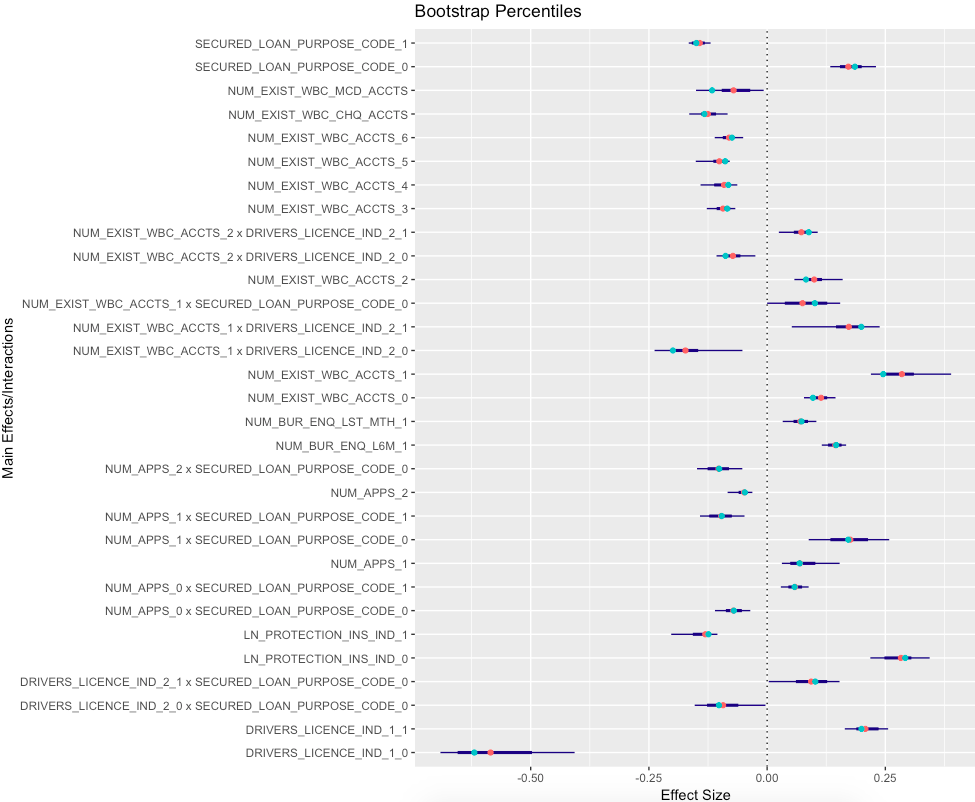 Bootstrap Percentiles
SECURED_LOAN_PURPOSE_CODE_1
SECURED_LOAN_PURPOSE_CODE_0
NUM_EXIST_WBC_MCD_ACCTS
NUM_EXIST_WBC_CHQ_ACCTS
NUM_EXIST_WBC_ACCTS_6
NUM_EXIST_WBC_ACCTS_5
NUM_EXIST_WBC_ACCTS_4
NUM_EXIST_WBC_ACCTS_3
NUM_EXIST_WBC_ACCTS_2 x DRIVERS_LICENCE_IND_2_1
NUM_EXIST_WBC_ACCTS_2 x DRIVERS_LICENCE_IND_2_0
NUM_EXIST_WBC_ACCTS_2
NUM_EXIST_WBC_ACCTS_1 x SECURED_LOAN_PURPOSE_CODE_0
NUM_EXIST_WBC_ACCTS_1 x DRIVERS_LICENCE_IND_2_1
NUM_EXIST_WBC_ACCTS_1 x DRIVERS_LICENCE_IND_2_0
NUM_EXIST_WBC_ACCTS_1
NUM_EXIST_WBC_ACCTS_0
NUM_BUR_ENQ_LST_MTH_1
NUM_BUR_ENQ_L6M_1
NUM_APPS_2 x SECURED_LOAN_PURPOSE_CODE_0
NUM_APPS_2
NUM_APPS_1 x SECURED_LOAN_PURPOSE_CODE_1
NUM_APPS_1 x SECURED_LOAN_PURPOSE_CODE_0
NUM_APPS_1
NUM_APPS_0 x SECURED_LOAN_PURPOSE_CODE_1
NUM_APPS_0 x SECURED_LOAN_PURPOSE_CODE_0
LN_PROTECTION_INS_IND_1
LN_PROTECTION_INS_IND_0
DRIVERS_LICENCE_IND_2_1 x SECURED_LOAN_PURPOSE_CODE_0
DRIVERS_LICENCE_IND_2_0 x SECURED_LOAN_PURPOSE_CODE_0
DRIVERS_LICENCE_IND_1_1
DRIVERS_LICENCE_IND_1_0
Main Effects/Interactions
-0.50 -0.25 0.00 0.25
Effect Size